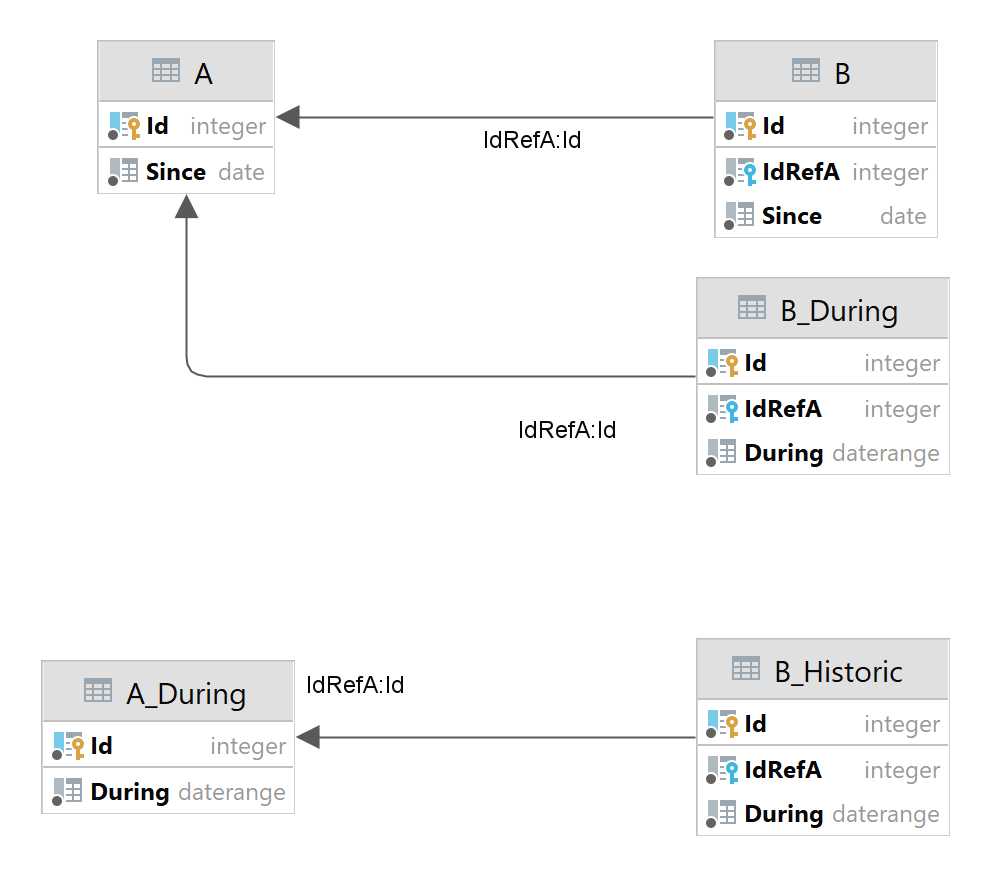 A
Id integer
Since date
IdRefA:Id
B
Id integer
IdRefA integer
Since date
B_During
Id integer
IdRefA integer
During daterange
IdRefA:Id
A_During
Id integer
During daterange
IdRefA:Id
B_Historic
Id integer
IdRefA integer
During daterange